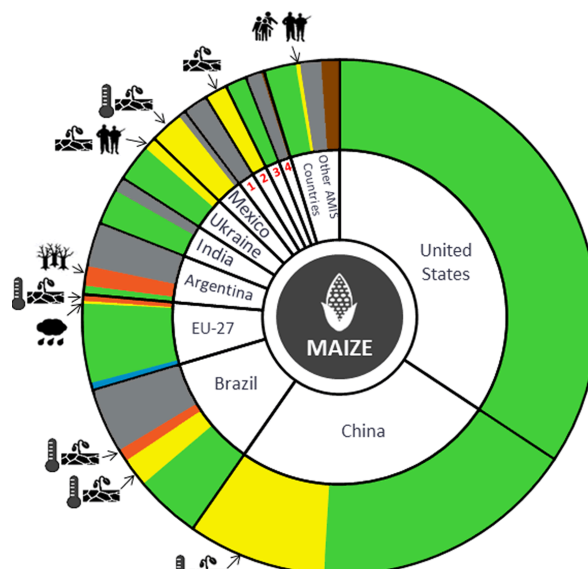 United
States
China
Brazil
EU-27
Argentina
India
Ukraine
Mexico
1
2
3
4
Other AMIS
Countries
MAIZE